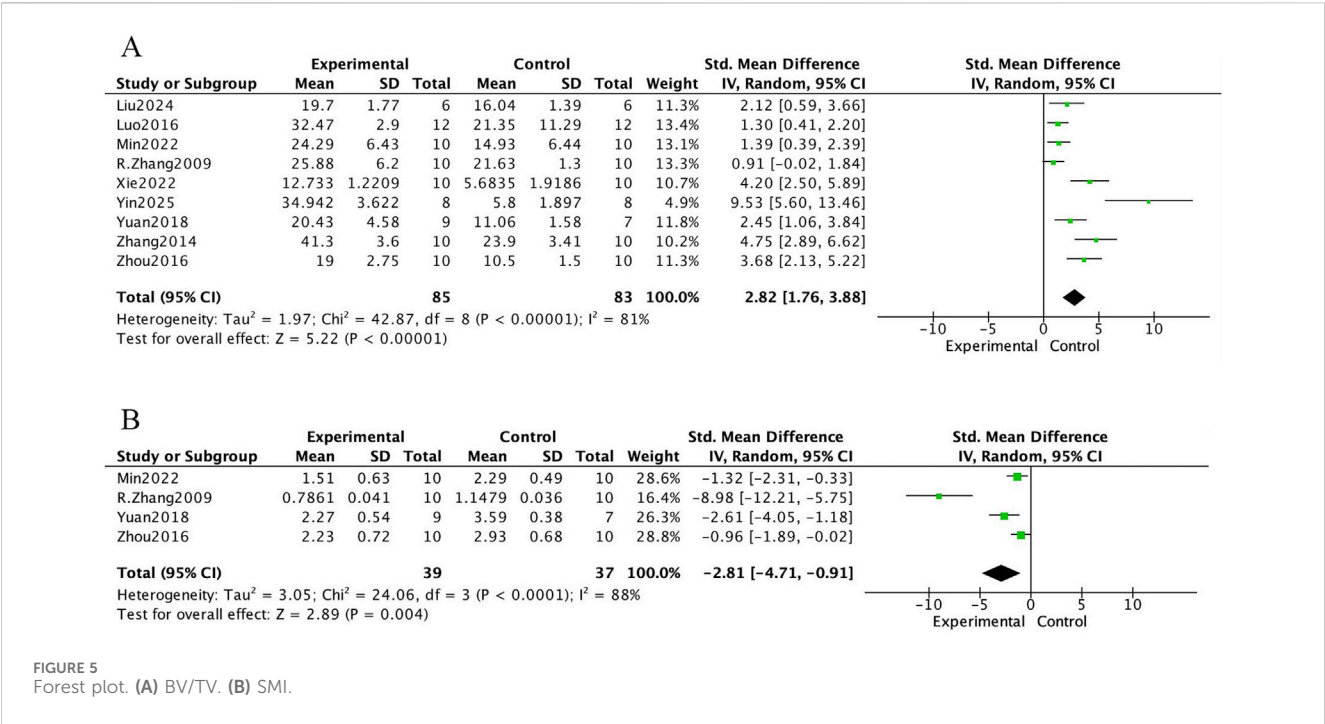 A
Experimental Control Std. Mean Difference Std. Mean Difference
Study or Subgroup Mean SD Total Mean SD Total Weight IV, Random, 95% CI IV, Random, 95% CI
Liu2024 19.7 1.77 6 16.04 1.39 6 11.3% 2.12 [0.59, 3.66]
Luo2016 32.47 2.9 12 21.35 11.29 12 13.4% 1.30 [0.41, 2.20]
Min2022 24.29 6.43 10 14.93 6.44 10 13.1% 1.39 [0.39, 2.39]
R.Zhang2009 25.88 6.2 10 21.63 1.3 10 13.3% 0.91 [-0.02, 1.84]
Xie2022 12.733 1.2209 10 5.6835 1.9186 10 10.7% 4.20 [2.50, 5.89]
Yin2025 34.942 3.622 8 5.8 1.897 8 4.9% 9.53 [5.60, 13.46]
Yuan2018 20.43 4.58 9 11.06 1.58 7 11.8% 2.45 [1.06, 3.84]
Zhang2014 41.3 3.6 10 23.9 3.41 10 10.2% 4.75 [2.89, 6.62]
Zhou2016 19 2.75 10 10.5 1.5 10 11.3% 3.68 [2.13, 5.22]
Total (95% CI) 85 83 100.0% 2.82 [1.76, 3.88]
Heterogeneity: Tau² = 1.97; Chi² = 42.87, df = 8 (P < 0.00001); I² = 81%
Test for overall effect: Z = 5.22 (P < 0.00001)
-10 -5 0 5 10
Experimental Control
B
Experimental Control Std. Mean Difference Std. Mean Difference
Study or Subgroup Mean SD Total Mean SD Total Weight IV, Random, 95% CI IV, Random, 95% CI
Min2022 1.51 0.63 10 2.29 0.49 10 28.6% -1.32 [-2.31, -0.33]
R.Zhang2009 0.7861 0.041 10 1.1479 0.036 10 16.4% -8.98 [-12.21, -5.75]
Yuan2018 2.27 0.54 9 3.59 0.38 7 26.3% -2.61 [-4.05, -1.18]
Zhou2016 2.23 0.72 10 2.93 0.68 10 28.8% -0.96 [-1.89, -0.02]
Total (95% CI) 39 37 100.0% -2.81 [-4.71, -0.91]
Heterogeneity: Tau² = 3.05; Chi² = 24.06, df = 3 (P < 0.0001); I² = 88%
Test for overall effect: Z = 2.89 (P = 0.004)
-10 -5 0 5 10
Experimental Control
FIGURE 5
Forest plot. (A) BV/TV. (B) SMI.